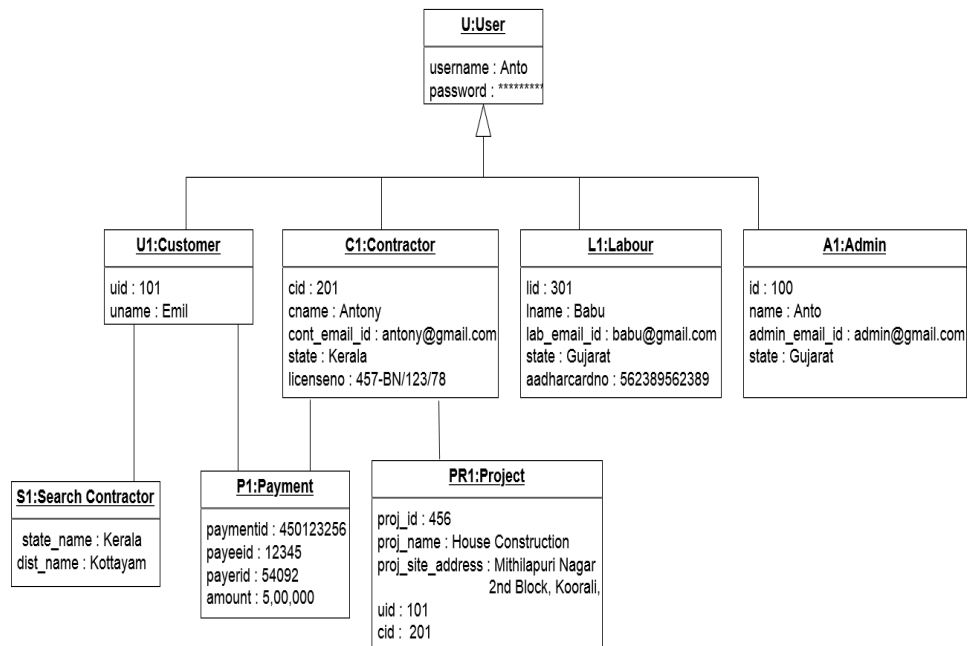 U:User
username : Anto
password : *********
U1:Customer
uid : 101
uname : Emil
C1:Contractor
cid : 201
cname : Antony
cont_email_id : antony@gmail.com
state : Kerala
licenseno : 457-BN/123/78
L1:Labour
lid : 301
lname : Babu
lab_email_id : babu@gmail.com
state : Gujarat
aadharcardno : 562389562389
A1:Admin
id : 100
name : Anto
admin_email_id : admin@gmail.com
state : Gujarat
S1:Search Contractor
state_name : Kerala
dist_name : Kottayam
P1:Payment
paymentid : 450123256
payeeid : 12345
payerid : 54092
amount : 5,00,000
PR1:Project
proj_id : 456
proj_name : House Construction
proj_site_address : Mithilapuri Nagar
2nd Block, Koorali,
uid : 101
cid : 201